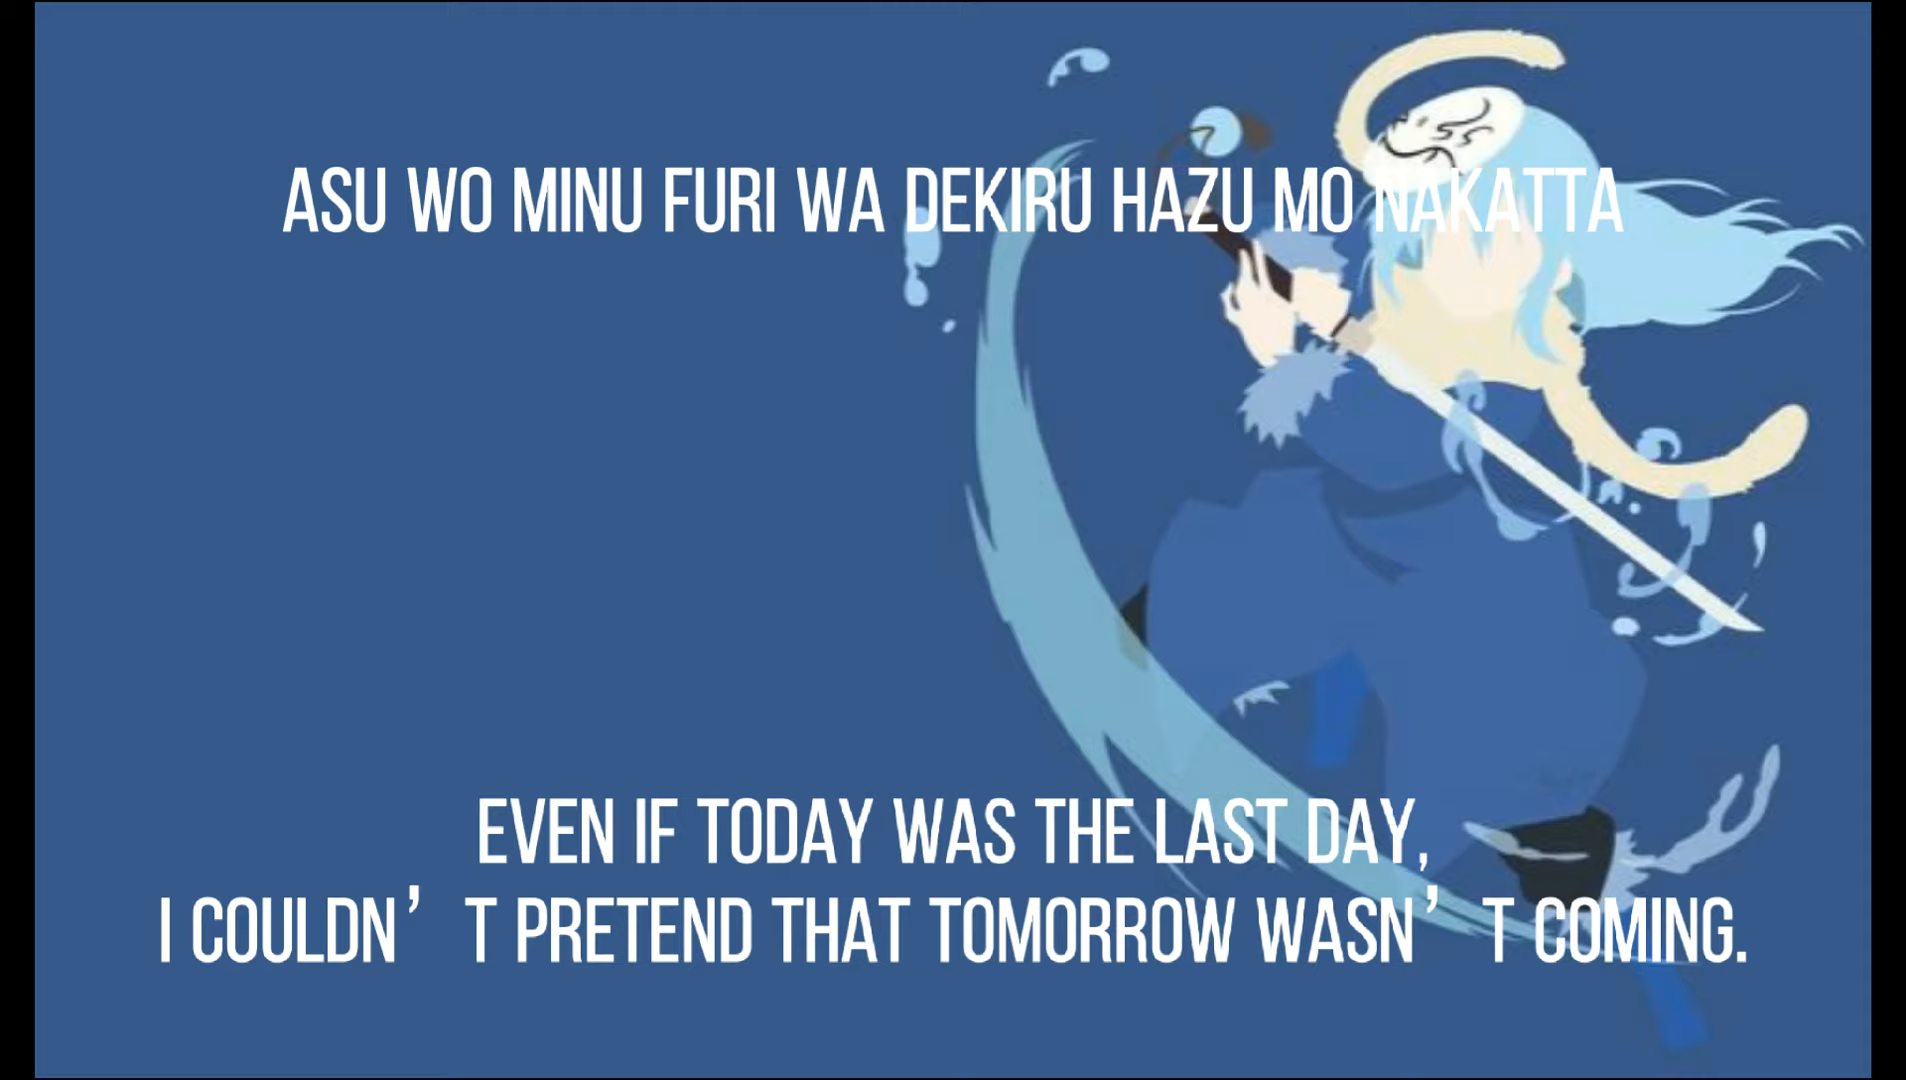 ASU WO MINU FURI WA DEKIRU HAZU MO NAKATTA
EVEN IF TODAY WAS THE LAST DAY,
I COULDN’T PRETEND THAT TOMORROW WASN’T COMING.